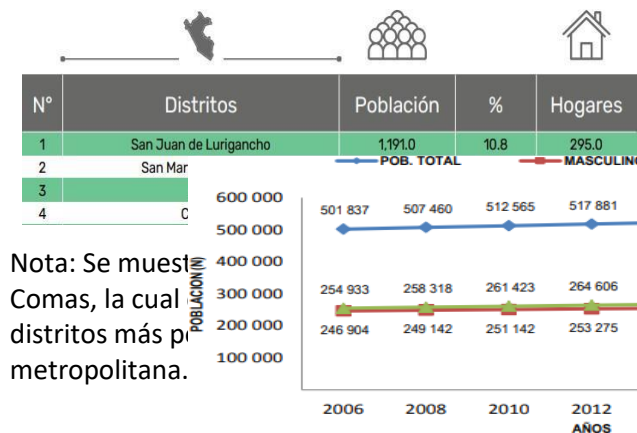 N° Distritos Población % Hogares
1 San Juan de Lurigancho 1,191.0 10.8 295.0
2 San Mar
3
4 C
POB. TOTAL MASCULINO
600 000
500 000
400 000
300 000
200 000
100 000
POBLACION (N)
501 837 507 460 512 565 517 881
254 933 258 318 261 423 264 606
246 904 249 142 251 142 253 275
2006 2008 2010 2012
AÑOS
Nota: Se muest
Comas, la cual
distritos más p
metropolitana.